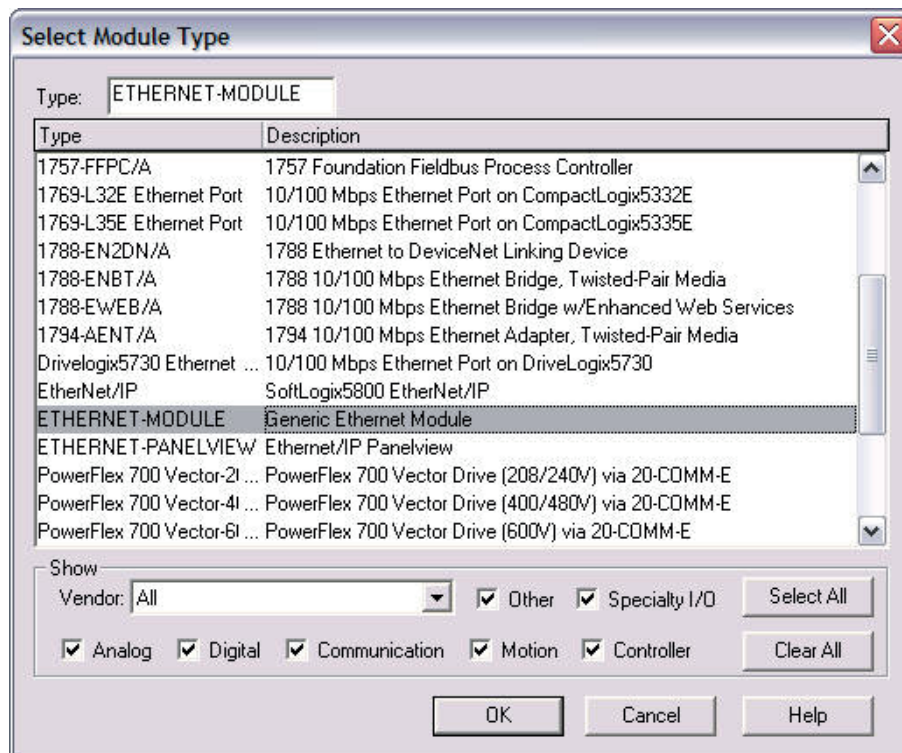 Select Module Type
Type: ETHERNET-MODULE
Type Description
1757-FFPC/A 1757 Foundation Fieldbus Process Controller
1769-L32E Ethernet Port 10/100 Mbps Ethernet Port on CompactLogix5332E
1769-L35E Ethernet Port 10/100 Mbps Ethernet Port on CompactLogix5335E
1788-EN2DN/A 1788 Ethernet to DeviceNet Linking Device
1788-ENBT/A 1788 10/100 Mbps Ethernet Bridge, Twisted-Pair Media
1788-EWEB/A 1788 10/100 Mbps Ethernet Bridge w/Enhanced Web Services
1794-AENT/A 1794 10/100 Mbps Ethernet Adapter, Twisted-Pair Media
Drivelogix5730 Ethernet ... 10/100 Mbps Ethernet Port on DriveLogix5730
EtherNet/IP SoftLogix5800 EtherNet/IP
ETHERNET-MODULE Generic Ethernet Module
ETHERNET-PANELVIEW Ethernet/IP Panelview
PowerFlex 700 Vector-2( ... PowerFlex 700 Vector Drive (208/240V) via 20-COMM-E
PowerFlex 700 Vector-4( ... PowerFlex 700 Vector Drive (400/480V) via 20-COMM-E
PowerFlex 700 Vector-6( ... PowerFlex 700 Vector Drive (600V) via 20-COMM-E
Show
Vendor: All Other Specialty I/O Select All
Analog Digital Communication Motion Controller Clear All
OK Cancel Help